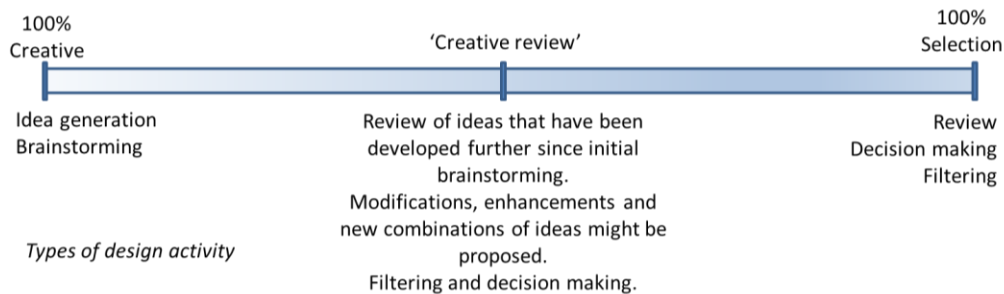 100%
Creative
‘Creative review’
100%
Selection
Idea generation
Brainstorming
Review of ideas that have been
developed further since initial
brainstorming.
Modifications, enhancements and
new combinations of ideas might be
proposed.
Filtering and decision making.
Review
Decision making
Filtering
Types of design activity